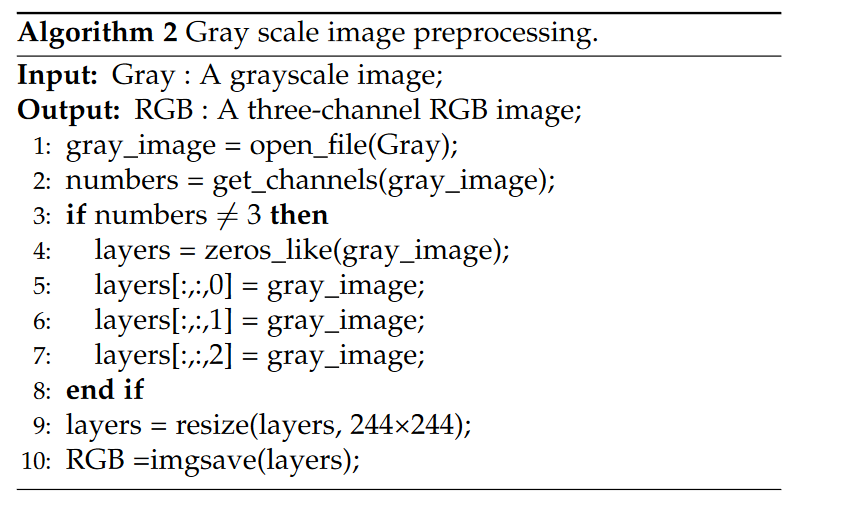 Algorithm 2 Gray scale image preprocessing.
Input: Gray : A grayscale image;
Output: RGB : A three-channel RGB image;
1: gray_image = open_file(Gray);
2: numbers = get_channels(gray_image);
3: if numbers ≠ 3 then
4: layers = zeros_like(gray_image);
5: layers[:,:,0] = gray_image;
6: layers[:,:,1] = gray_image;
7: layers[:,:,2] = gray_image;
8: end if
9: layers = resize(layers, 244×244);
10: RGB =imgsave(layers);